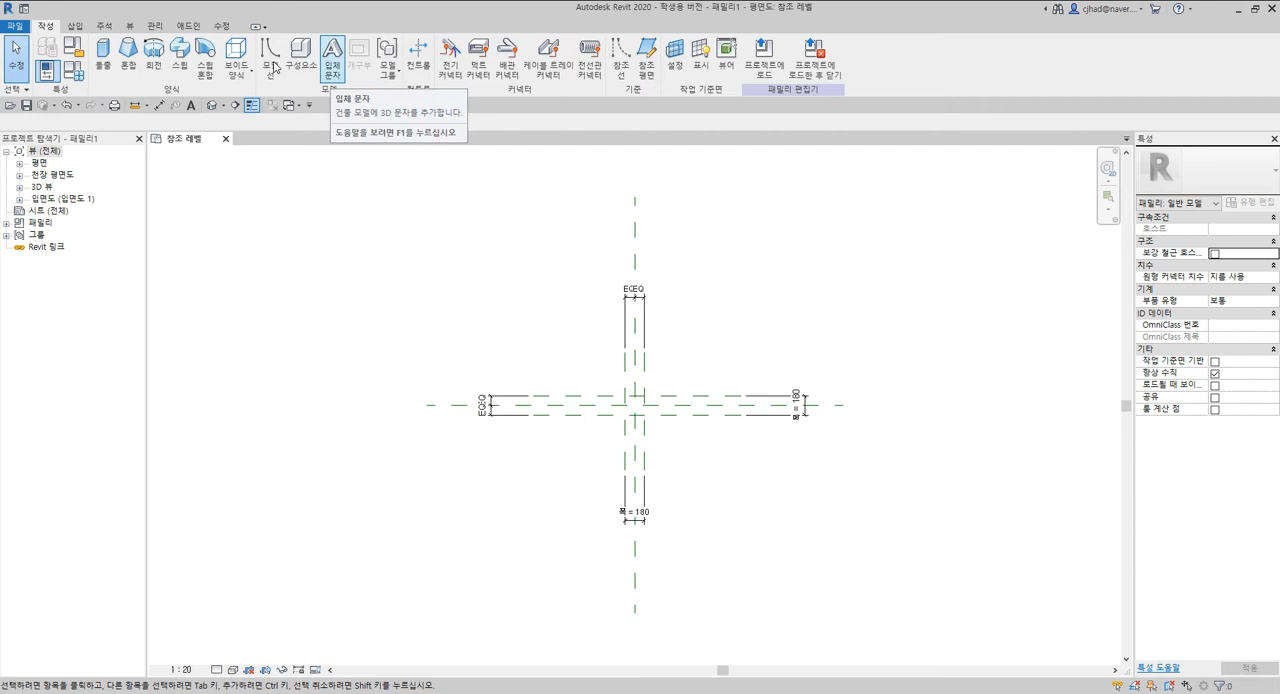 Autodesk Revit 2020 - 학생용 버전 - 패밀리1 - 평면도: 참조 레벨
cjhad@naver....
파일 작성 삽입 주석 뷰 관리 애드인 수정
수정
돌출 혼합 회전 스윕 스윕 혼합 보이드 양식
구성요소 입체 문자 개구부 모델 그룹
컨트롤
전기 커넥터 덕트 커넥터 배관 커넥터 케이블 트레이 커넥터 전선관 커넥터
참조 선 참조 평면
설정 표시 뷰어
프로젝트에 로드 프로젝트에 로드한 후 닫기
선택 특성 양식 모델 커넥터 기준 작업 기준면 패밀리 편집기
입체 문자
건물 모델에 3D 문자를 추가합니다.
도움말을 보려면 F1을 누르십시오
프로젝트 탐색기 - 패밀리1
뷰 (전체)
평면
천장 평면도
3D 뷰
입면도 (입면도 1)
시트 (전체)
패밀리
그룹
Revit 링크
참조 레벨
EQEQ
EQEQ
폭 = 180
폭 = 180
특성
패밀리: 일반 모델
유형 편집
구속조건
호스트
구조
보강 철근 호스...
치수
원형 커넥터 치수 지름 사용
기계
부품 유형 보통
ID 데이터
OmniClass 번호
OmniClass 제목
기타
작업 기준면 기반
항상 수직
로드될 때 보이...
공유
룸 계산 점
특성 도움말
적용
1 : 20
선택하려면 항목을 클릭하고, 다른 항목을 선택하려면 Tab 키, 추가하려면 Ctrl 키, 선택 취소하려면 Shift 키를 누르십시오.
:0